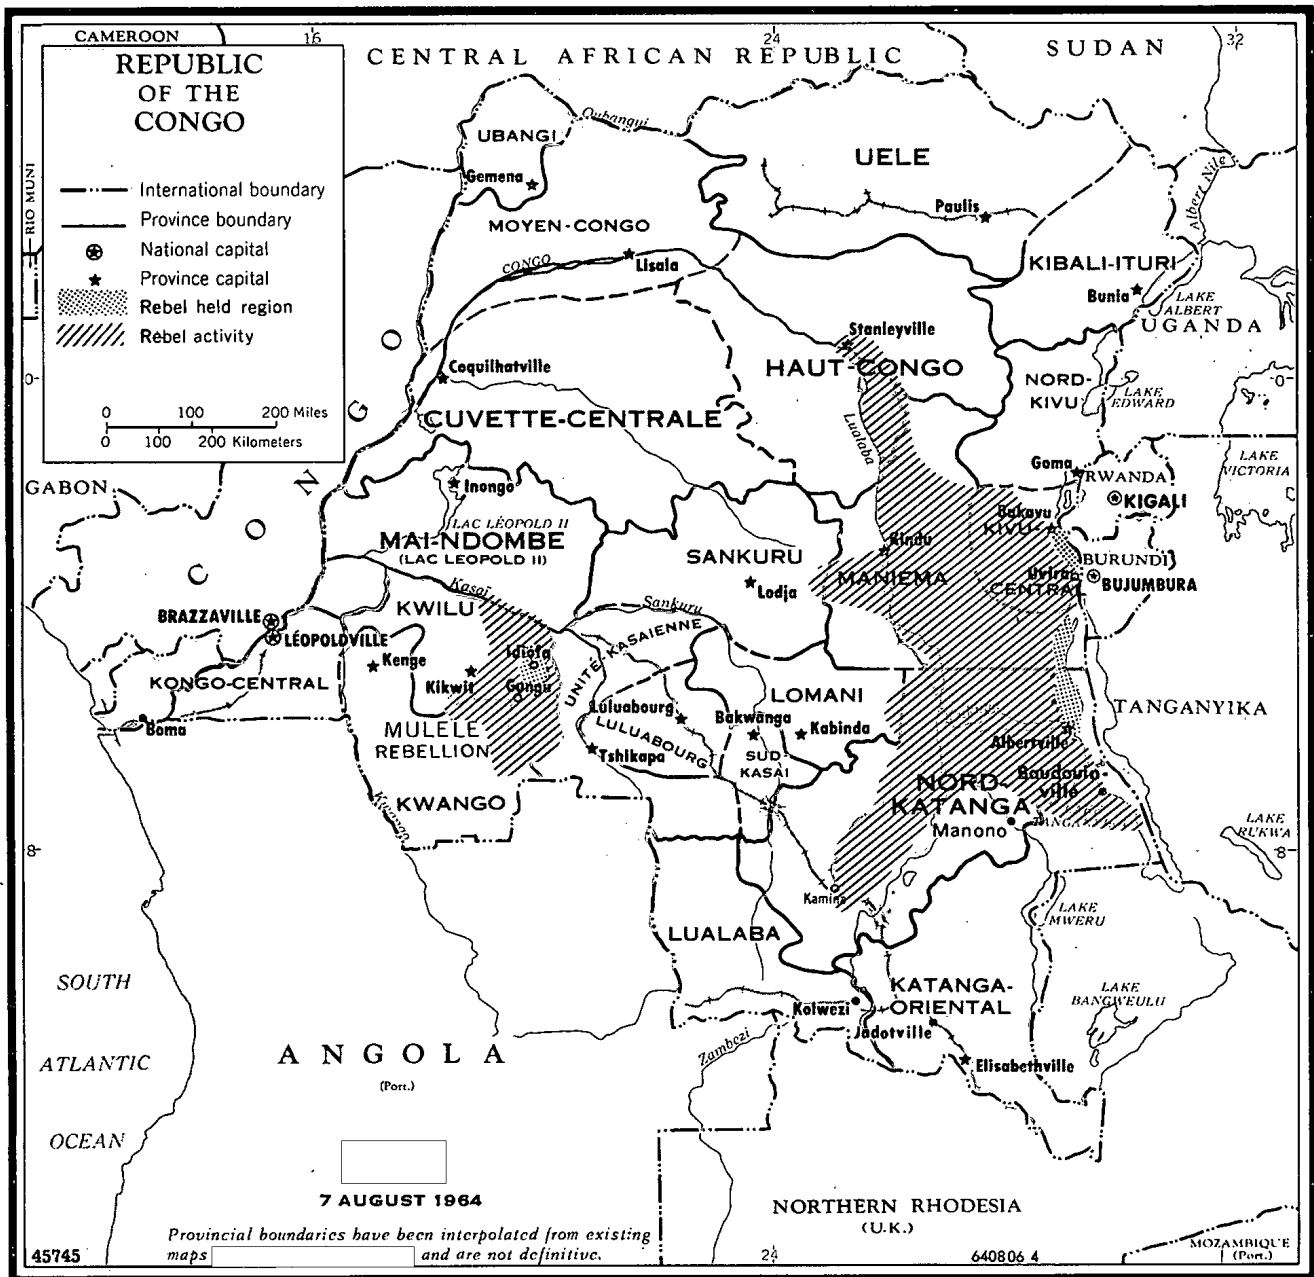 CAMEROON
16
CENTRAL AFRICAN REPUBLIC
24
SUDAN
32
REPUBLIC
OF THE
CONGO
International boundary
Province boundary
National capital
Province capital
Rebel held region
Rebel activity
0 100 200 Miles
0 100 200 Kilometers
RIO MUNI
UBANGI
Oubangui
Gemena
UELE
Paulis
Albert Nile
MOYEN-CONGO
CONGO
Lisala
KIBALI-ITURI
Bunia
LAKE
ALBERT
UGANDA
Stanleyville
HAUT-CONGO
NORD-
KIVU
LAKE
EDWARD
0
0
Coquilhatville
CUVETTE-CENTRALE
Lualaba
Goma
RWANDA
KIGALI
LAKE
VICTORIA
GABON
CONGO
Inongo
LAC LÉOPOLD II
MAI-NDOMBE
(LAC LEOPOLD II)
SANKURU
Lodja
Kindu
MANIEMA
Bukavu
KIVU-
CENTRAL
Uvira
BURUNDI
BUJUMBURA
BRAZZAVILLE
LÉOPOLDVILLE
Kasai
KWILU
Sankuru
Kenge
Kikwit
Idiofa
Gungu
UNITÉ KASAIENNE
KONGO-CENTRAL
Boma
MULELE
REBELLION
Luluabourg
LULUABOURG
Tshikapa
Bakwanga
SUD-
KASAI
LOMANI
Kabinda
TANGANYIKA
Albertville
Baudouin-
ville
NORD-
KATANGA
Manono
KWANGO
Kwango
LAKE
RUKWA
8
8
Kamina
LUALABA
LAKE
MWERU
KATANGA-
ORIENTAL
LAKE
BANGWEULU
Kolwezi
Jadotville
Elisabethville
Zambezi
SOUTH
ATLANTIC
OCEAN
ANGOLA
(Port.)
7 AUGUST 1964
NORTHERN RHODESIA
(U.K.)
MOZAMBIQUE
(Port.)
Provincial boundaries have been interpolated from existing
maps and are not definitive.
45745
24
640806 4